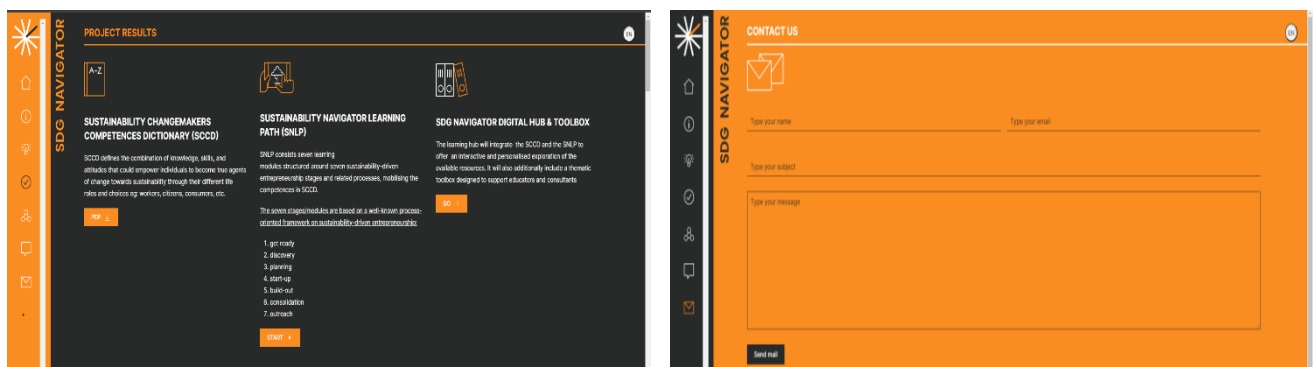 SDG NAVIGATOR
PROJECT RESULTS
EN
A-Z
SUSTAINABILITY CHANGEMAKERS
COMPETENCES DICTIONARY (SCCD)
SCCD defines the combination of knowledge, skills, and
attitudes that could empower individuals to become true agents
of change towards sustainability through their different life
roles and choices eg: workers, citizens, consumers, etc.
PDF
SUSTAINABILITY NAVIGATOR LEARNING
PATH (SNLP)
SNLP consists seven learning
modules structured around seven sustainability-driven
entrepreneurship stages and related processes, mobilising the
competences in SCCD.
The seven stages/modules are based on a well-known process-
oriented framework on sustainability-driven entrepreneurship:
1. get ready
2. discovery
3. planning
4. start-up
5. build-out
6. consolidation
7. outreach
START
SDG NAVIGATOR DIGITAL HUB & TOOLBOX
The learning hub will integrate the SCCD and the SNLP to
offer an interactive and personalised exploration of the
available resources. It will also additionally include a thematic
toolbox designed to support educators and consultants
GO
SDG NAVIGATOR
CONTACT US
EN
Type your name
Type your email
Type your subject
Type your message
Send mail